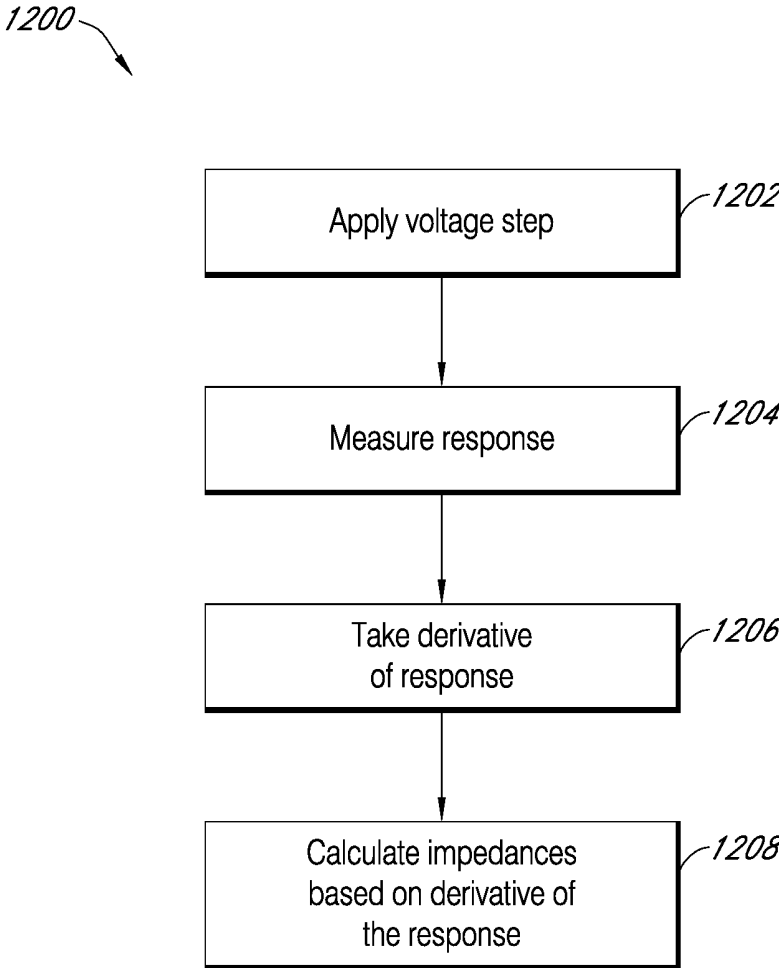 1200
1202
Apply voltage step
1204
Measure response
1206
Take derivative
of response
1208
Calculate impedances
based on derivative of
the response